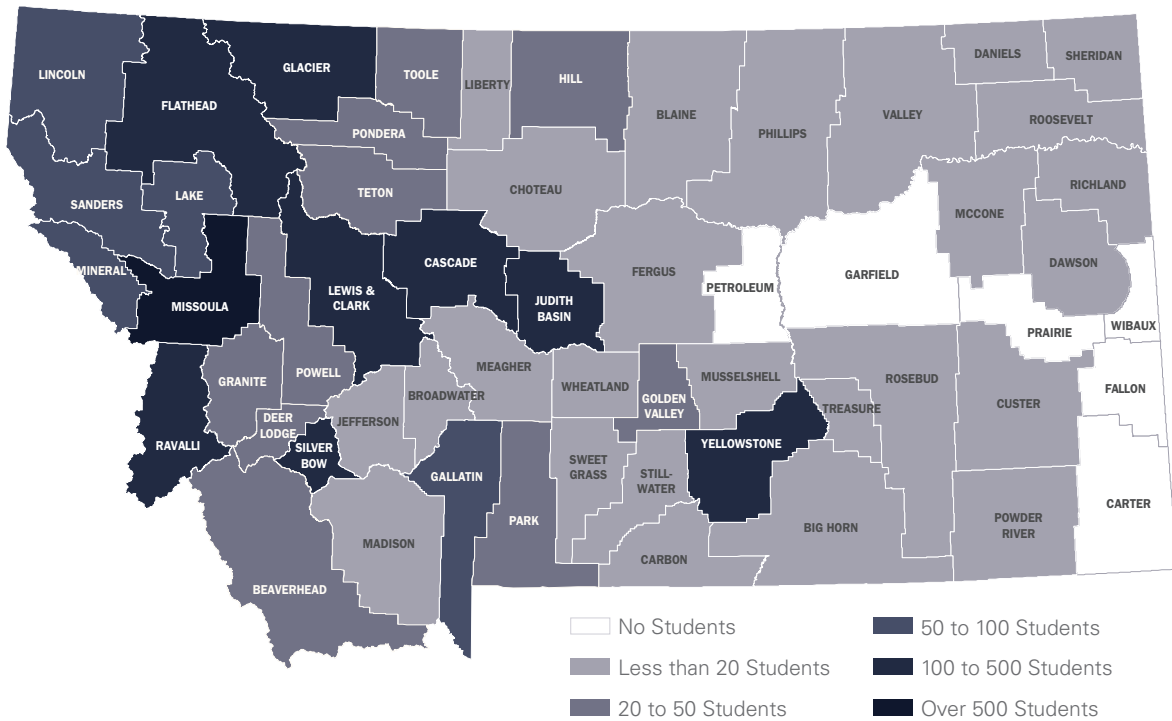 LINCOLN
FLATHEAD
GLACIER
TOOLE
LIBERTY
HILL
BLAINE
PHILLIPS
VALLEY
DANIELS
SHERIDAN
ROOSEVELT
PONDERA
TETON
CHOTEAU
RICHLAND
MCCONE
DAWSON
SANDERS
LAKE
MINERAL
MISSOULA
LEWIS &
CLARK
CASCADE
JUDITH
BASIN
FERGUS
PETROLEUM
GARFIELD
PRAIRIE
WIBAUX
GRANITE
POWELL
MEAGHER
BROADWATER
WHEATLAND
GOLDEN
VALLEY
MUSSELSHELL
ROSEBUD
TREASURE
CUSTER
FALLON
RAVALLI
DEER
LODGE
SILVER
BOW
JEFFERSON
GALLATIN
SWEET
GRASS
STILL-
WATER
YELLOWSTONE
CARTER
PARK
MADISON
BEAVERHEAD
CARBON
BIG HORN
POWDER
RIVER
No Students
Less than 20 Students
20 to 50 Students
50 to 100 Students
100 to 500 Students
Over 500 Students